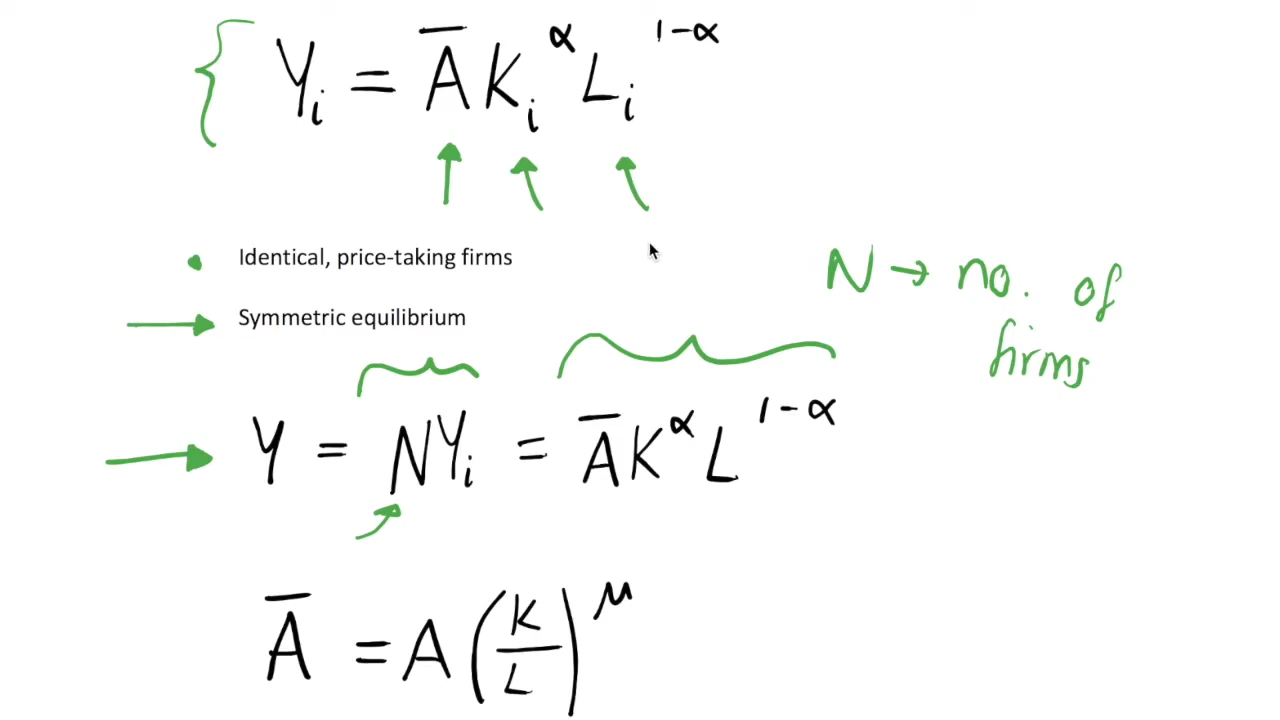 Yᵢ = A̅ Kᵢ^α Lᵢ^1-α
Identical, price-taking firms
N → no. of
firms
Symmetric equilibrium
Y = NYᵢ = A̅ K^α L^1-α
A̅ = A (K/L)^μ